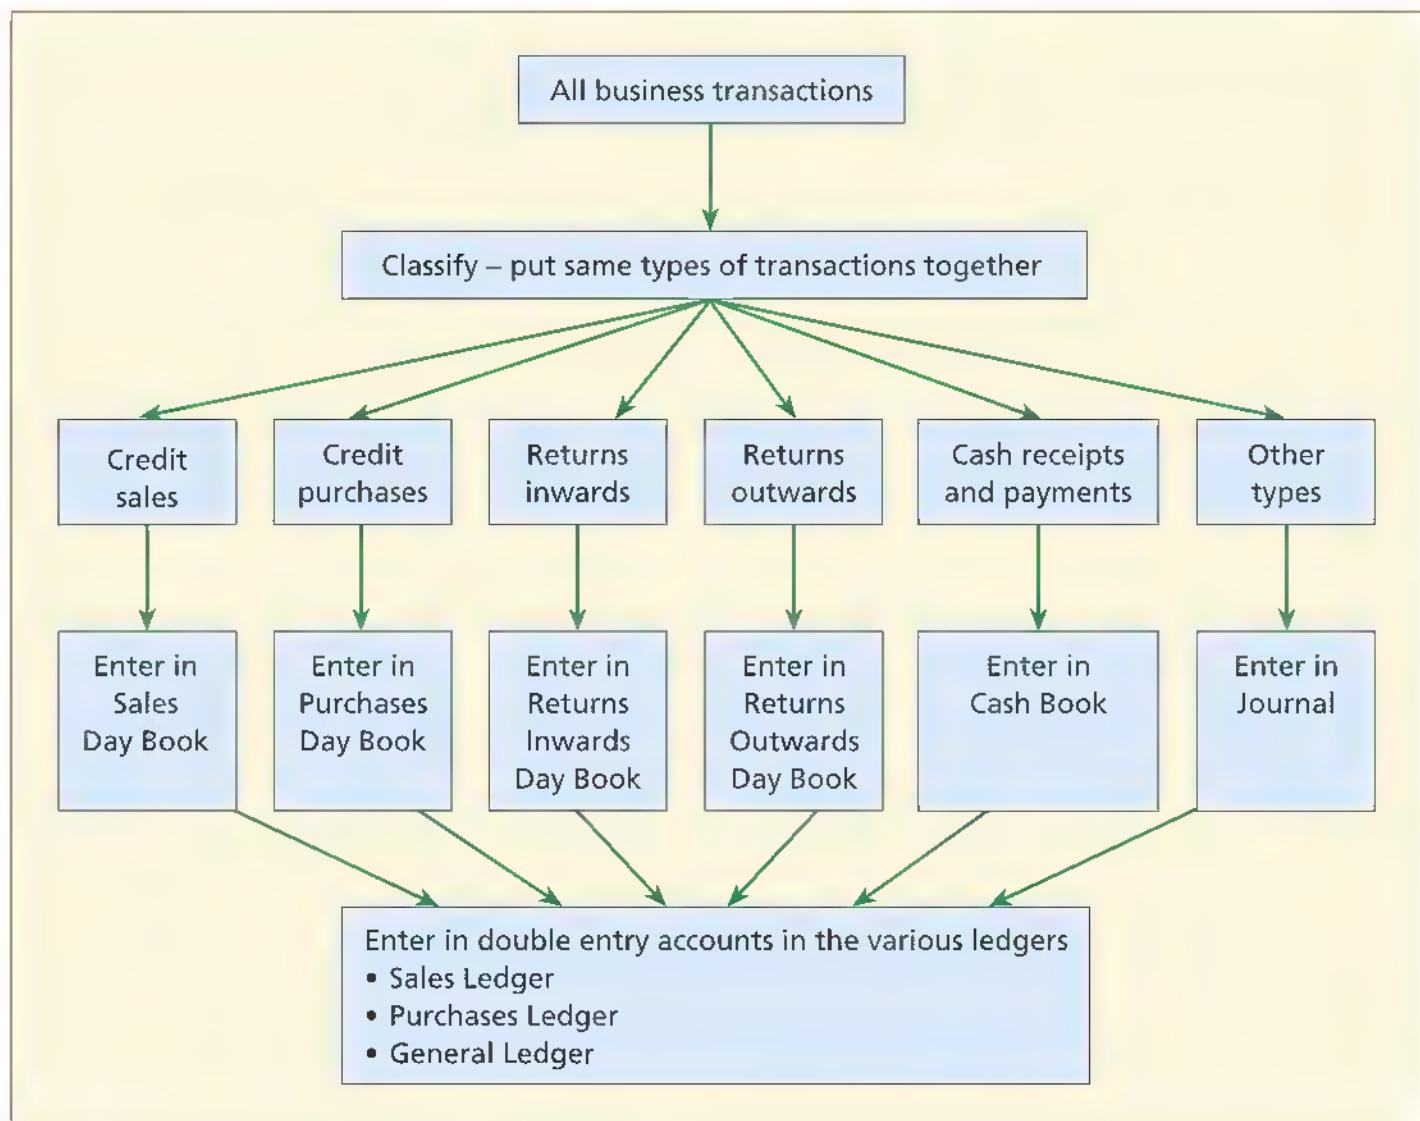 All business transactions
Classify – put same types of transactions together
Credit
sales
Credit
purchases
Returns
inwards
Returns
outwards
Cash receipts
and payments
Other
types
Enter in
Sales
Day Book
Enter in
Purchases
Day Book
Enter in
Returns
Inwards
Day Book
Enter in
Returns
Outwards
Day Book
Enter in
Cash Book
Enter in
Journal
Enter in double entry accounts in the various ledgers
• Sales Ledger
• Purchases Ledger
• General Ledger